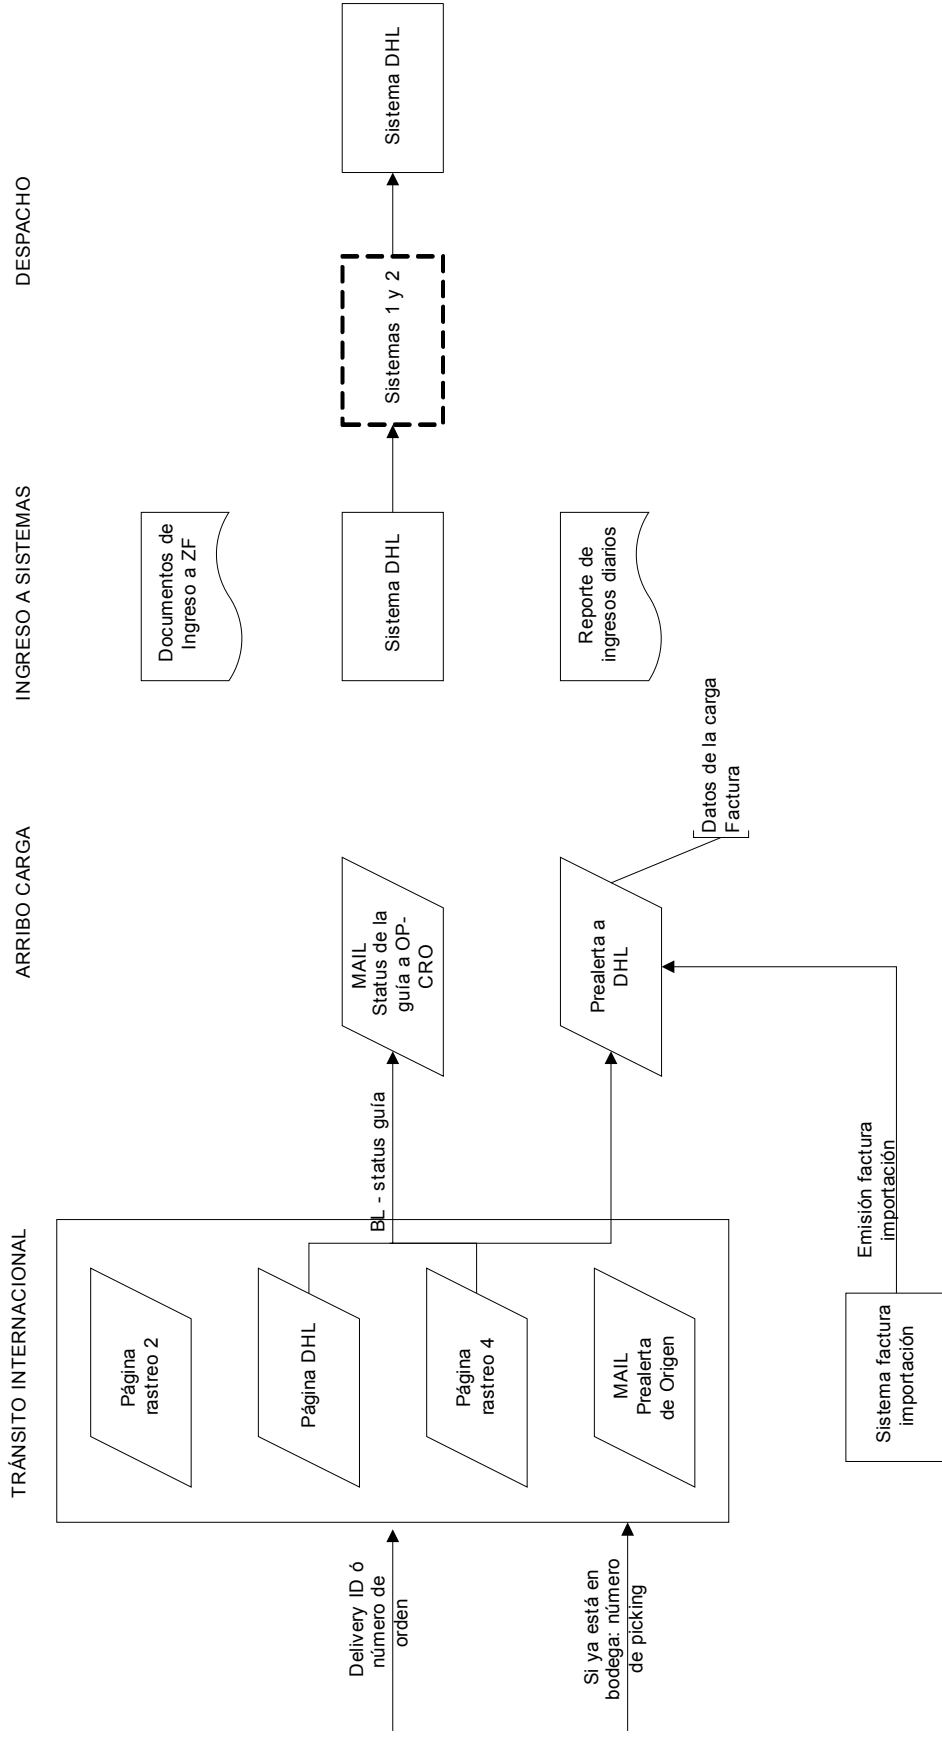 TRÁNSITO INTERNACIONAL
ARRIBO CARGA
INGRESO A SISTEMAS
DESPACHO
Delivery ID ó
número de
orden
Si ya está en
bodega: número
de picking
Página
rastreo 2
Página DHL
Página
rastreo 4
MAIL
Prealerta
de Origen
Sistema factura
importación
BL - status guía
Emisión factura
importación
MAIL
Status de la
guía a OP-
CRO
Prealerta a
DHL
Datos de la carga
Factura
Documentos de
Ingreso a ZF
Sistema DHL
Reporte de
ingresos diarios
Sistemas 1 y 2
Sistema DHL